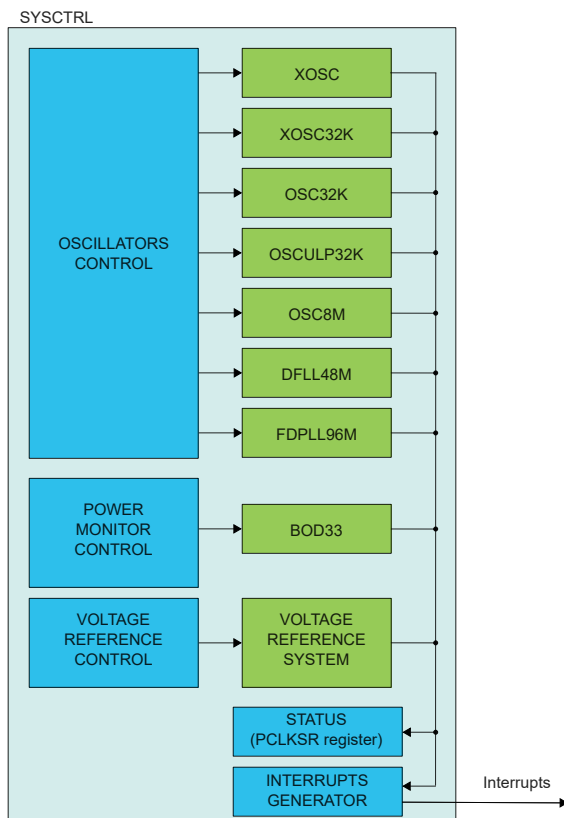 SYSCTRL
XOSC
XOSC32K
OSC32K
OSCILLATORS
CONTROL
OSCULP32K
OSC8M
DFLL48M
FDPLL96M
POWER
MONITOR
CONTROL
BOD33
VOLTAGE
REFERENCE
CONTROL
VOLTAGE
REFERENCE
SYSTEM
STATUS
(PCLKSR register)
INTERRUPTS
GENERATOR
Interrupts